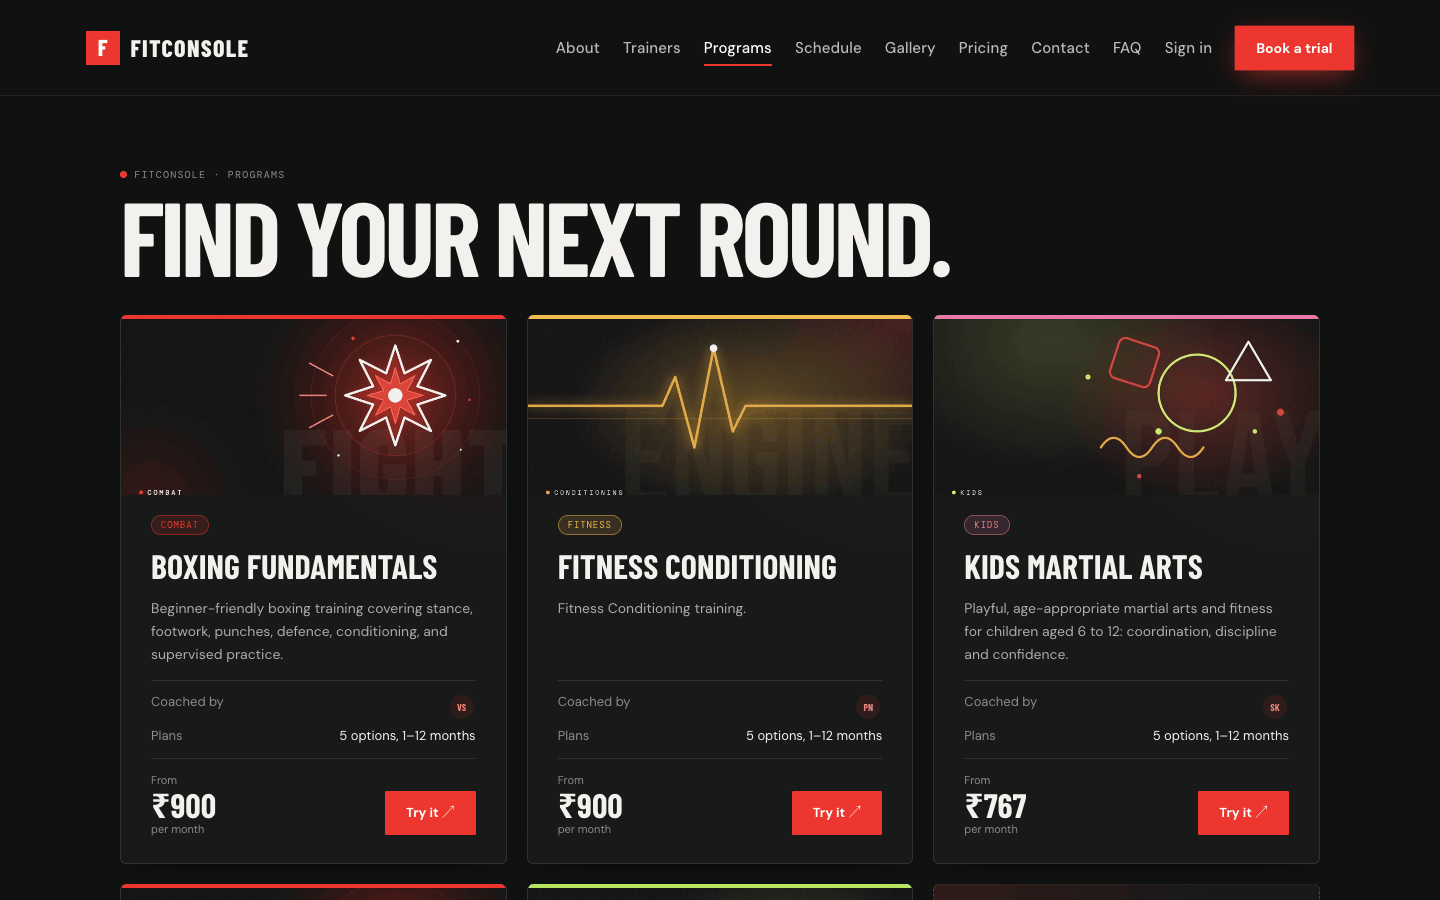 F FITCONSOLE
About Trainers Programs Schedule Gallery Pricing Contact FAQ Sign in Book a trial
FITCONSOLE · PROGRAMS
FIND YOUR NEXT ROUND.
FIGHT
COMBAT
COMBAT
BOXING FUNDAMENTALS
Beginner-friendly boxing training covering stance,
footwork, punches, defence, conditioning, and
supervised practice.
Coached by VS
Plans 5 options, 1–12 months
From
₹900
per month
Try it ↗
ENGINE
CONDITIONING
FITNESS
FITNESS CONDITIONING
Fitness Conditioning training.
Coached by PN
Plans 5 options, 1–12 months
From
₹900
per month
Try it ↗
PLAY
KIDS
KIDS
KIDS MARTIAL ARTS
Playful, age-appropriate martial arts and fitness
for children aged 6 to 12: coordination, discipline
and confidence.
Coached by SK
Plans 5 options, 1–12 months
From
₹767
per month
Try it ↗